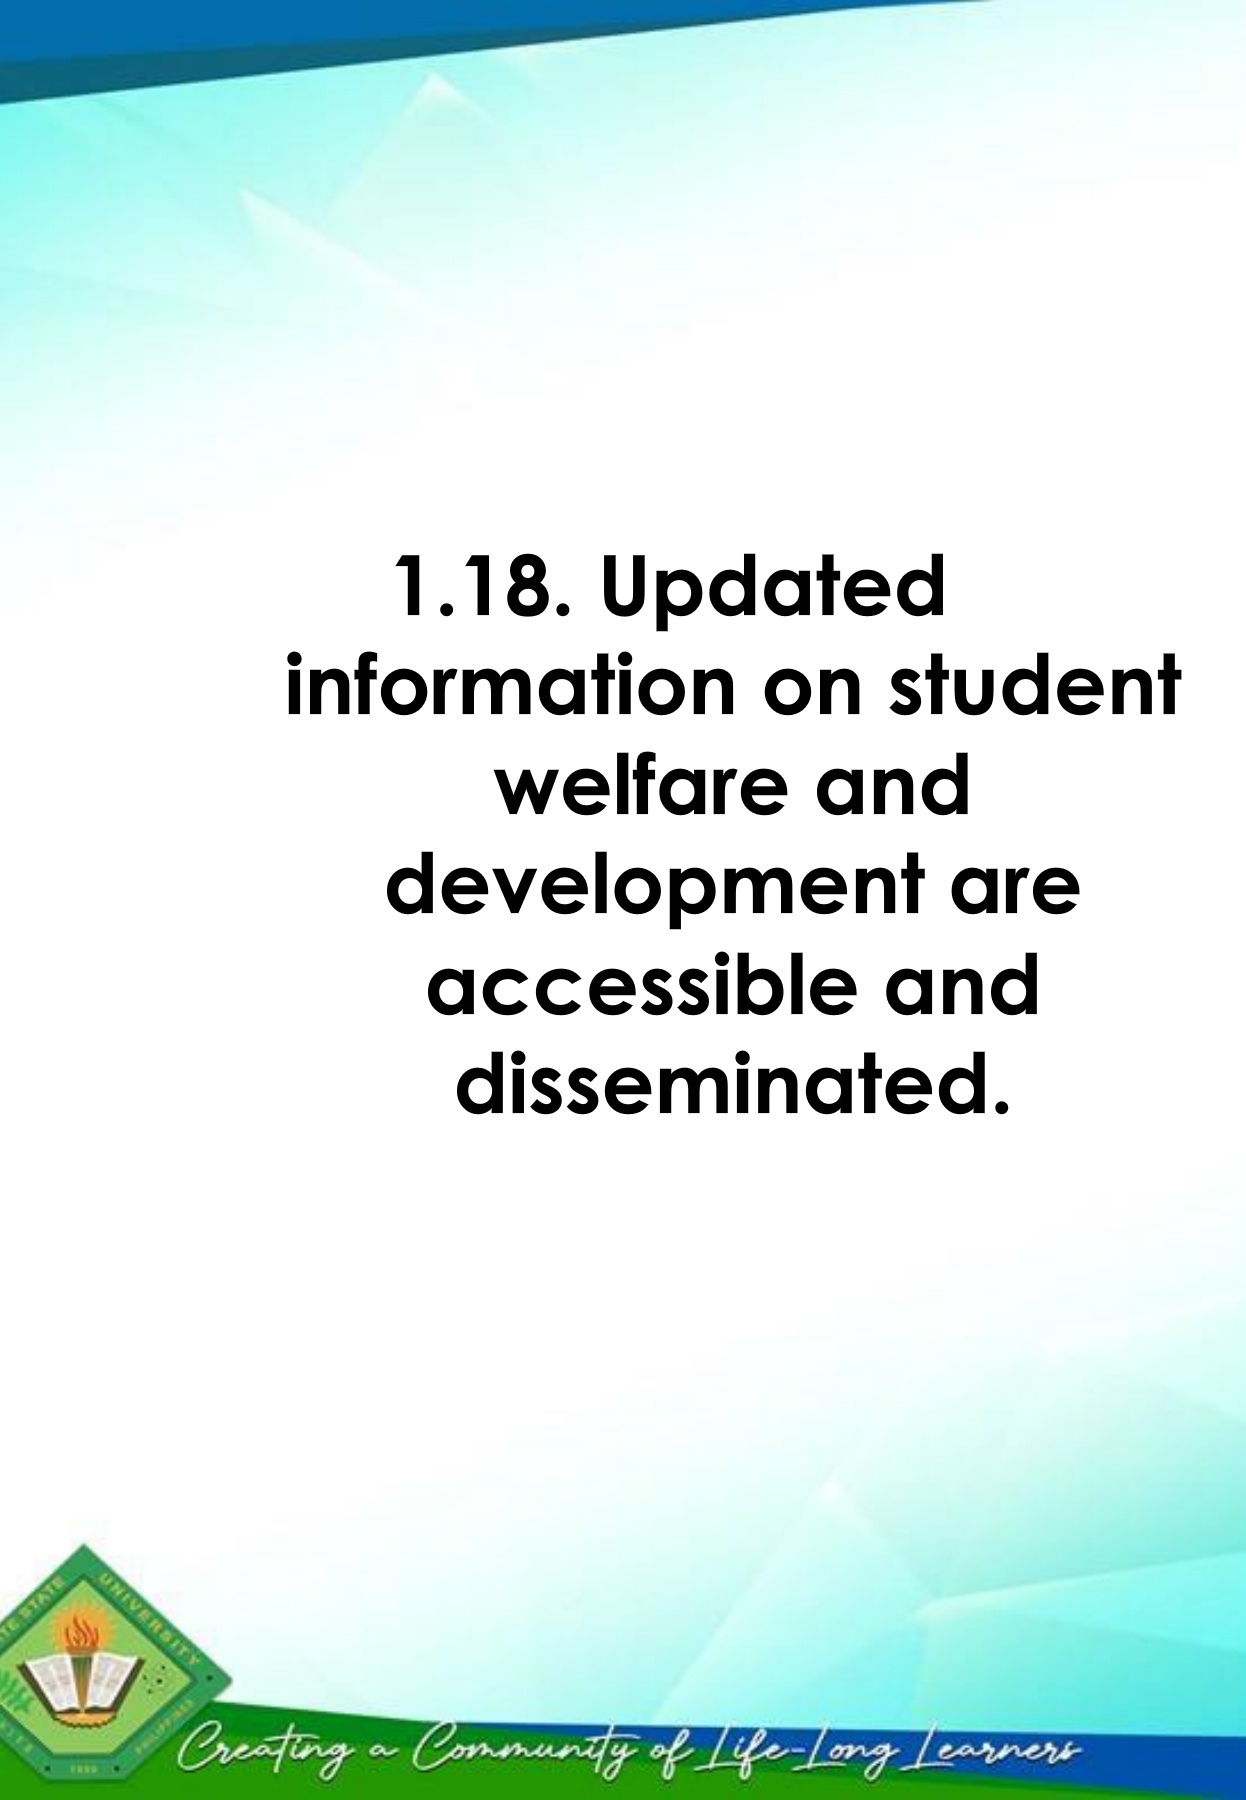 1.18. Updated
information on student
welfare and
development are
accessible and
disseminated.
STATE UNIVERSITY
PHILIPPINES
Creating a Community of Life-Long Learners